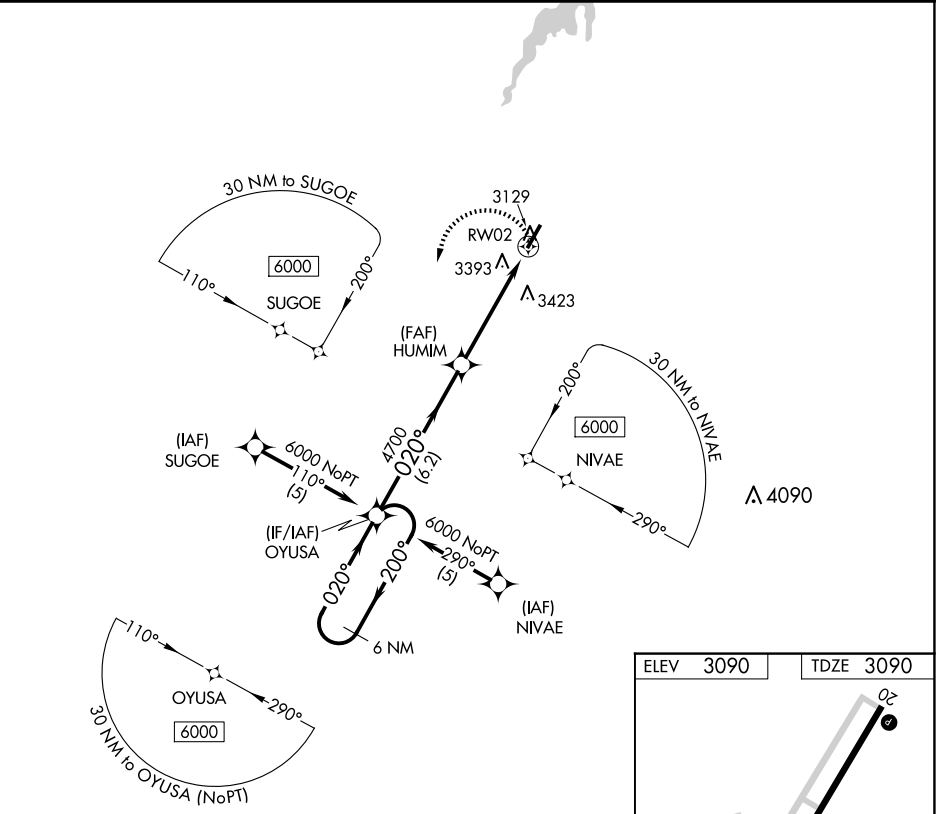 30 NM to SUGOE
6000
110°
200°
SUGOE
3129
RW02
3393
3423
(FAF)
HUMIM
30 NM to NIVAE
200°
6000
NIVAE
290°
4090
(IAF)
SUGOE
6000 NoPT
110°
(5)
4700
020°
(6.2)
(IF/IAF)
OYUSA
6000 NoPT
290°
(5)
020°
200°
(IAF)
NIVAE
6 NM
110°
OYUSA
290°
6000
30 NM to OYUSA (NoPT)
ELEV 3090
TDZE 3090
20
P